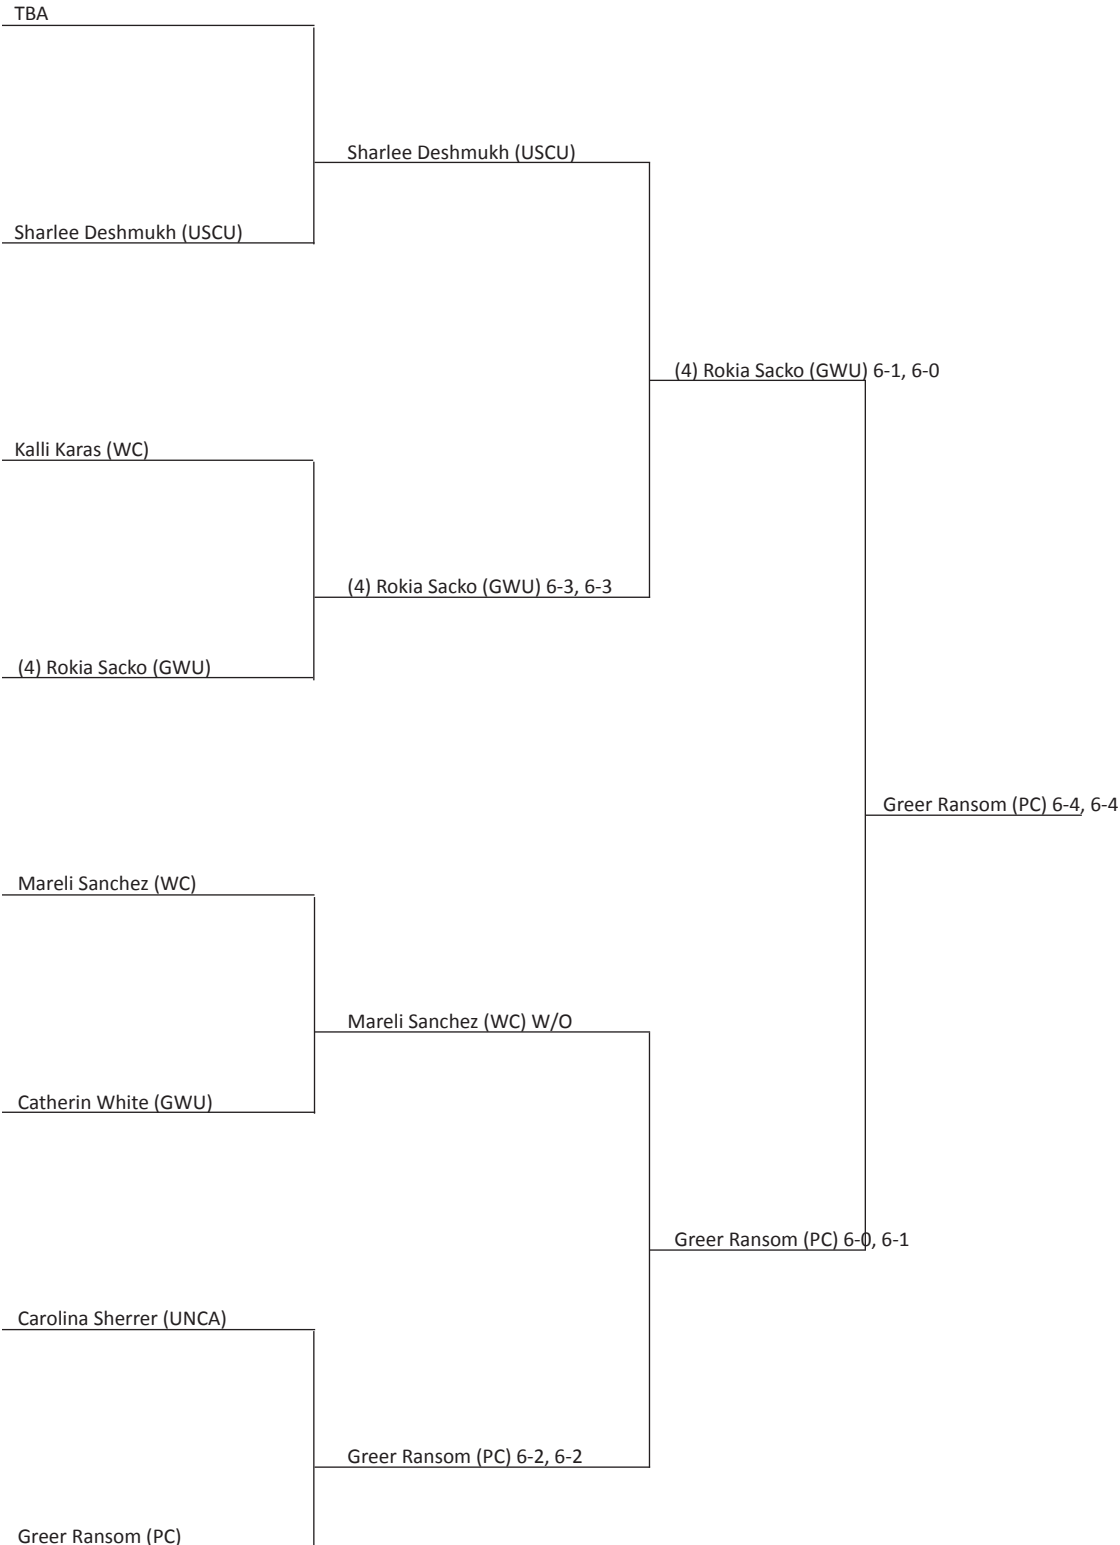 TBA
Sharlee Deshmukh (USCU)
Sharlee Deshmukh (USCU)
(4) Rokia Sacko (GWU) 6-1, 6-0
Kalli Karas (WC)
(4) Rokia Sacko (GWU) 6-3, 6-3
(4) Rokia Sacko (GWU)
Greer Ransom (PC) 6-4, 6-4
Mareli Sanchez (WC)
Mareli Sanchez (WC) W/O
Catherin White (GWU)
Greer Ransom (PC) 6-0, 6-1
Carolina Sherrer (UNCA)
Greer Ransom (PC) 6-2, 6-2
Greer Ransom (PC)